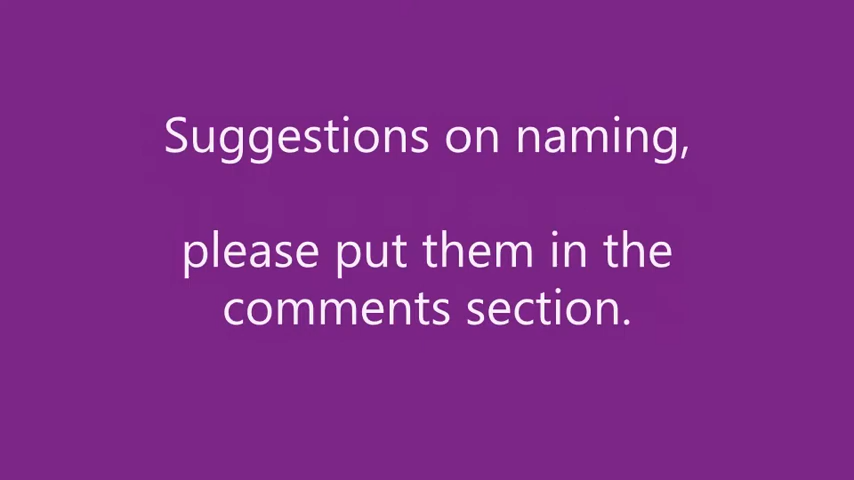 Suggestions on naming,
please put them in the
comments section.